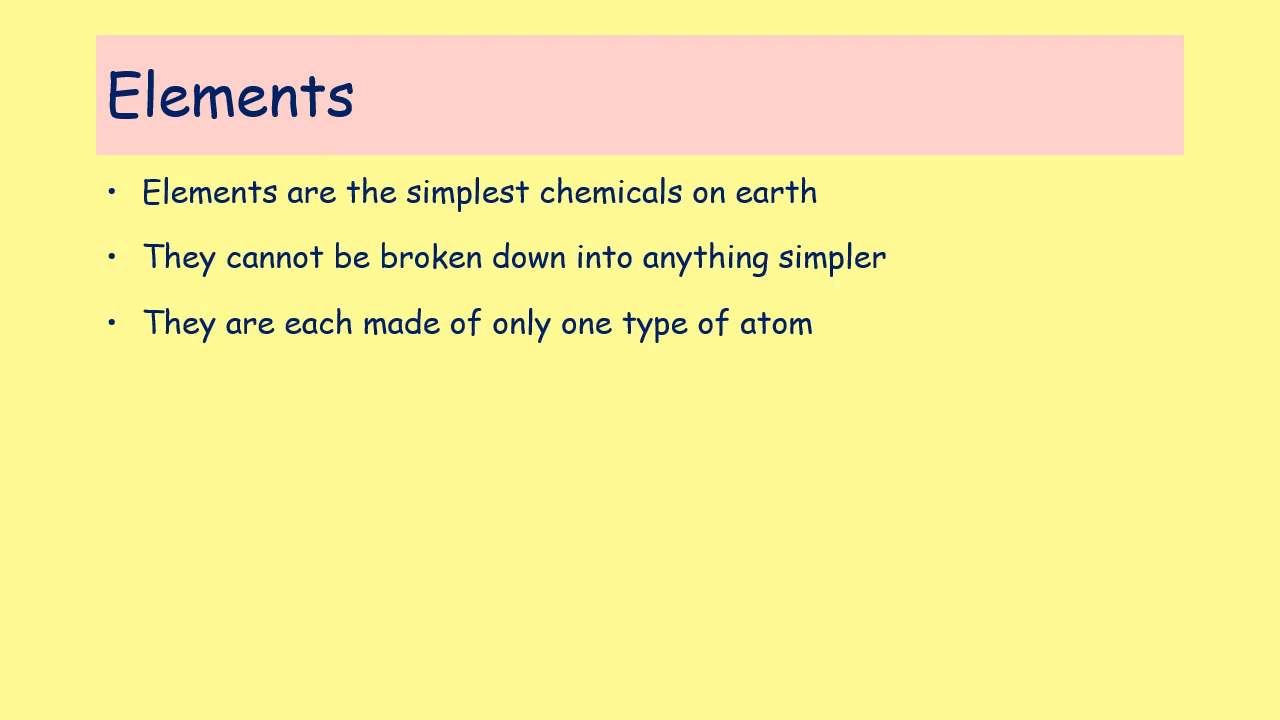 Elements
• Elements are the simplest chemicals on earth
• They cannot be broken down into anything simpler
• They are each made of only one type of atom